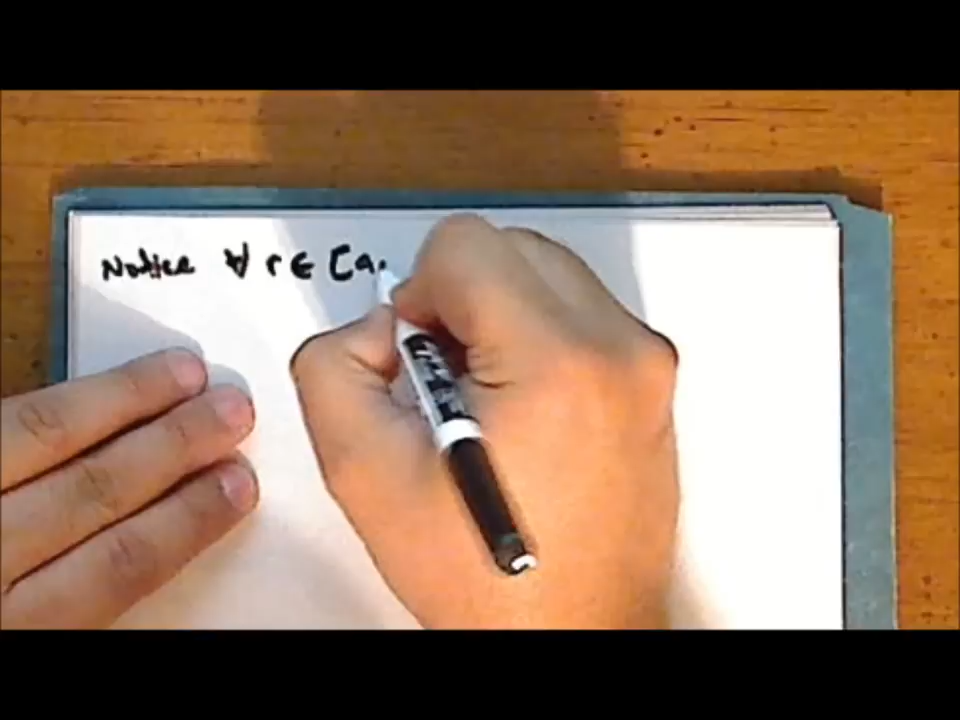 Notice ∀ r ∈ [a,